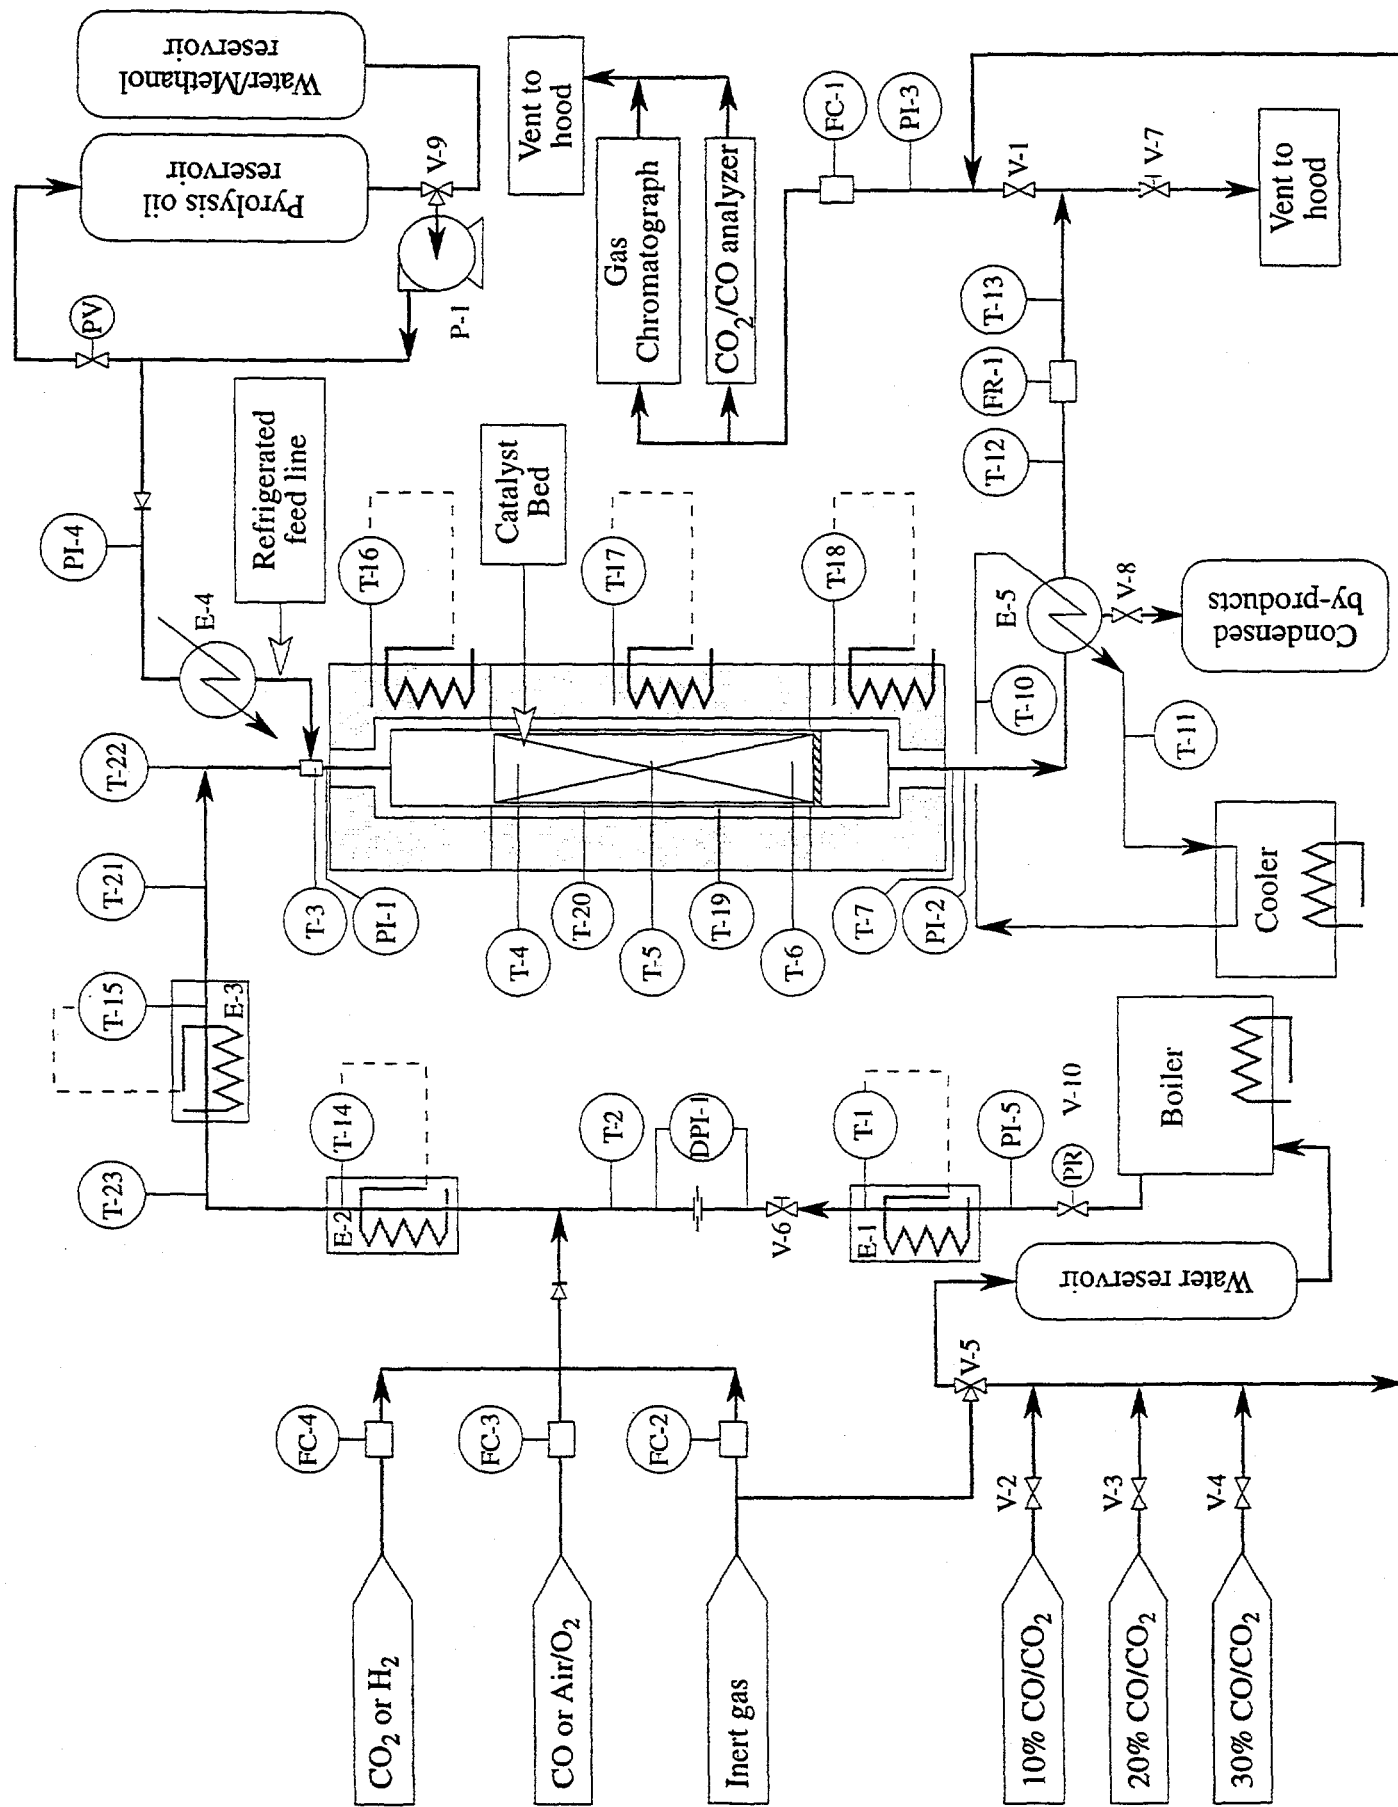 CO2 or H2
CO or Air/O2
Inert gas
10% CO/CO2
20% CO/CO2
30% CO/CO2
FC-4
FC-3
FC-2
V-2
V-3
V-4
V-5
Water reservoir
T-23
E-2
T-14
T-2
DPI-1
V-6
E-1
T-1
PI-5
PR
V-10
Boiler
T-15
E-3
T-21
T-22
T-3
PI-1
T-4
T-20
T-5
T-19
T-6
T-7
PI-2
Cooler
T-10
T-11
E-5
V-8
Condensed
by-products
E-4
PI-4
Refrigerated
feed line
T-16
T-17
T-18
Catalyst
Bed
T-12
FR-1
T-13
PV
P-1
V-9
Pyrolysis oil
reservoir
Water/Methanol
reservoir
Gas
Chromatograph
CO2/CO analyzer
Vent to
hood
FC-1
PI-3
V-1
V-7
Vent to
hood